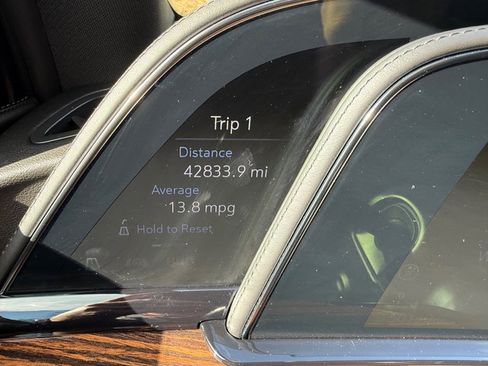 Trip 1
Distance
42833.9 mi
Average
13.8 mpg
Hold to Reset